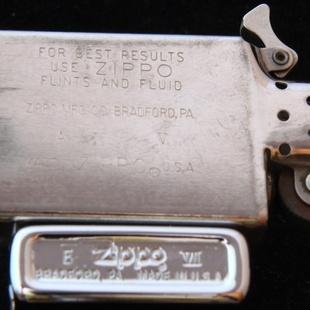 FOR BEST RESULTS
USE ZIPPO
FLINTS AND FLUID
ZIPPO MFG. CO. BRADFORD, PA.
A V
U.S.A
E Zippo VII
BRADFORD, PA. MADE IN U.S.A.